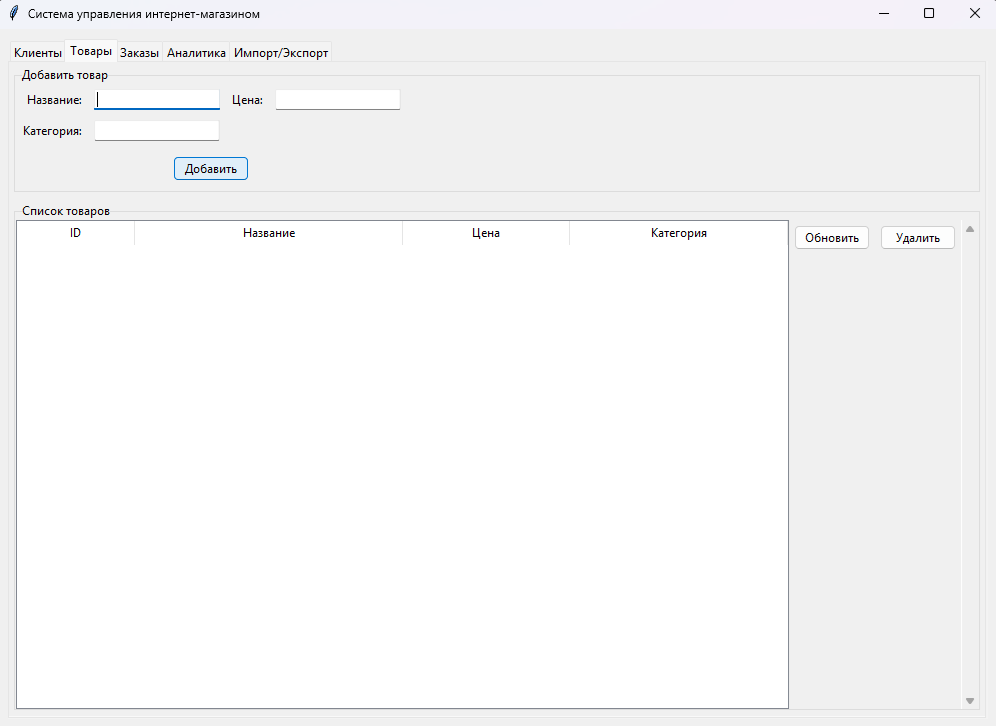 Система управления интернет-магазином
Клиенты Товары Заказы Аналитика Импорт/Экспорт
Добавить товар
Название: Цена:
Категория:
Добавить
Список товаров
ID Название Цена Категория Обновить Удалить